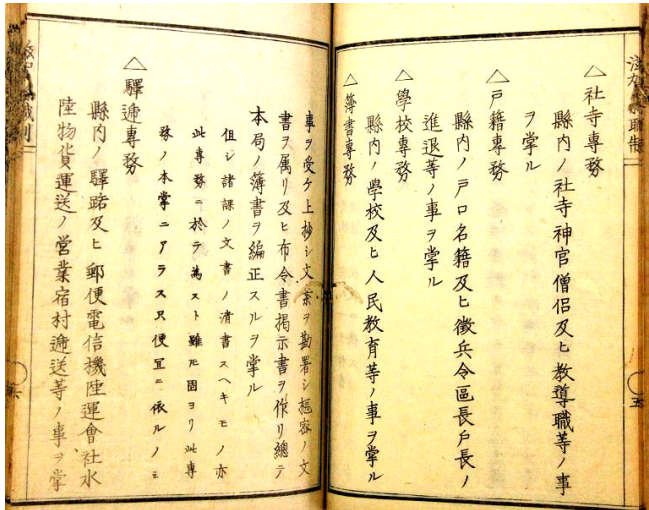 △社寺専務
縣内ノ社寺神官僧侶及ヒ教導職等ノ事
ヲ掌ル
△戸籍専務
縣内ノ戸口名籍及ヒ徴兵令區長戸長ノ
進退等ノ事ヲ掌ル
△學校専務
縣内ノ學校及ヒ人民教育等ノ事ヲ掌ル
△簿書専務
事ヲ受ケ上抄シ文案ヲ勘署シ樞密ノ文
書ヲ属リ及ヒ布令書掲示書ヲ作リ總テ
本局ノ簿書ヲ編正スルヲ掌ル
但シ諸課ノ文書ノ清書スヘキモノ亦
此専務ニ於テ為スト雖𪜈固ヨリ此専
務ノ本掌ニアラス只便冝ニ依ルノミ
△驛逓専務
縣内ノ驛路及ヒ郵便電信機陸運會社水
陸物貨運送ノ営業宿村逓送等ノ事ヲ掌